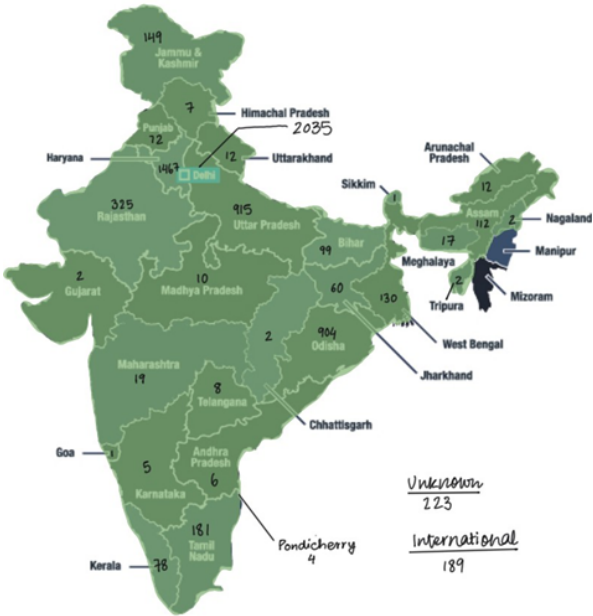 149
Jammu &
Kashmir
7
Himachal Pradesh
Punjab
72
2035
Haryana
1467
12
Uttarakhand
Delhi
Arunachal
Pradesh
12
Sikkim
1
325
Rajasthan
915
Uttar Pradesh
Assam
112
2
Nagaland
99
Bihar
17
Meghalaya
Manipur
2
Gujarat
10
Madhya Pradesh
60
130
2
Tripura
Mizoram
West Bengal
2
904
Odisha
Jharkhand
Maharashtra
19
8
Telangana
Chhattisgarh
Goa
1
5
Karnataka
Andhra
Pradesh
6
Unknown
223
181
Tamil
Nadu
Pondicherry
4
International
189
Kerala
78